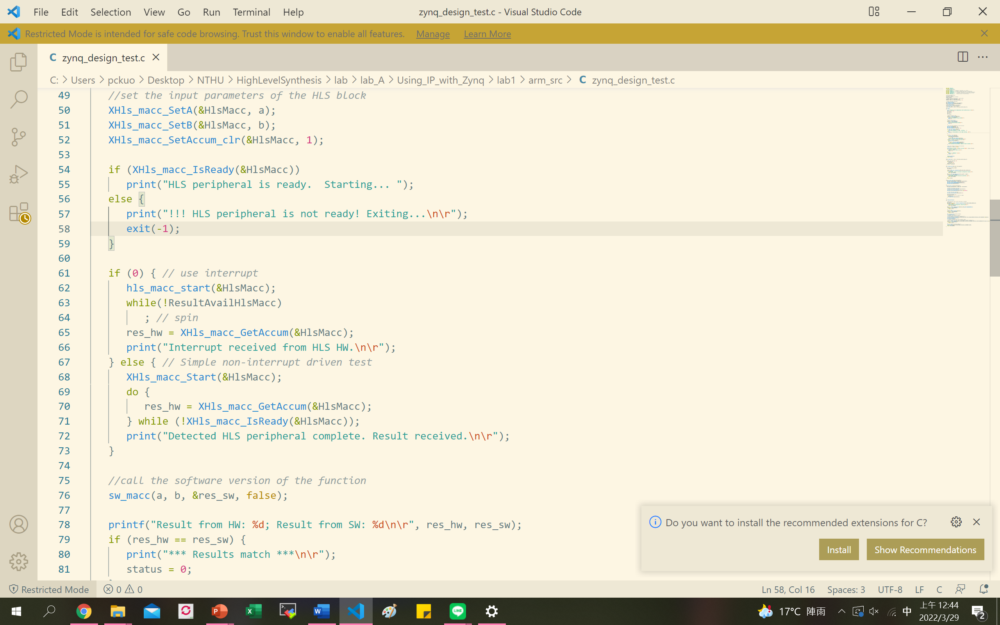 File Edit Selection View Go Run Terminal Help zynq_design_test.c - Visual Studio Code
Restricted Mode is intended for safe code browsing. Trust this window to enable all features. Manage Learn More
C zynq_design_test.c
C: > Users > pckuo > Desktop > NTHU > HighLevelSynthesis > lab > lab_A > Using_IP_with_Zynq > lab1 > arm_src > C zynq_design_test.c
49 //set the input parameters of the HLS block
50 XHls_macc_SetA(&HlsMacc, a);
51 XHls_macc_SetB(&HlsMacc, b);
52 XHls_macc_SetAccum_clr(&HlsMacc, 1);
53
54 if (XHls_macc_IsReady(&HlsMacc))
55 print("HLS peripheral is ready.  Starting... ");
56 else {
57 print("!!! HLS peripheral is not ready! Exiting...\n\r");
58 exit(-1);
59 }
60
61 if (0) { // use interrupt
62 hls_macc_start(&HlsMacc);
63 while(!ResultAvailHlsMacc)
64 ; // spin
65 res_hw = XHls_macc_GetAccum(&HlsMacc);
66 print("Interrupt received from HLS HW.\n\r");
67 } else { // Simple non-interrupt driven test
68 XHls_macc_Start(&HlsMacc);
69 do {
70 res_hw = XHls_macc_GetAccum(&HlsMacc);
71 } while (!XHls_macc_IsReady(&HlsMacc));
72 print("Detected HLS peripheral complete. Result received.\n\r");
73 }
74
75 //call the software version of the function
76 sw_macc(a, b, &res_sw, false);
77
78 printf("Result from HW: %d; Result from SW: %d\n\r", res_hw, res_sw);
79 if (res_hw == res_sw) {
80 print("*** Results match ***\n\r");
81 status = 0;
Do you want to install the recommended extensions for C?
Install Show Recommendations
Restricted Mode 0 0 Ln 58, Col 16 Spaces: 3 UTF-8 LF C
17°C 陣雨 中 上午 12:44
2022/3/29 2